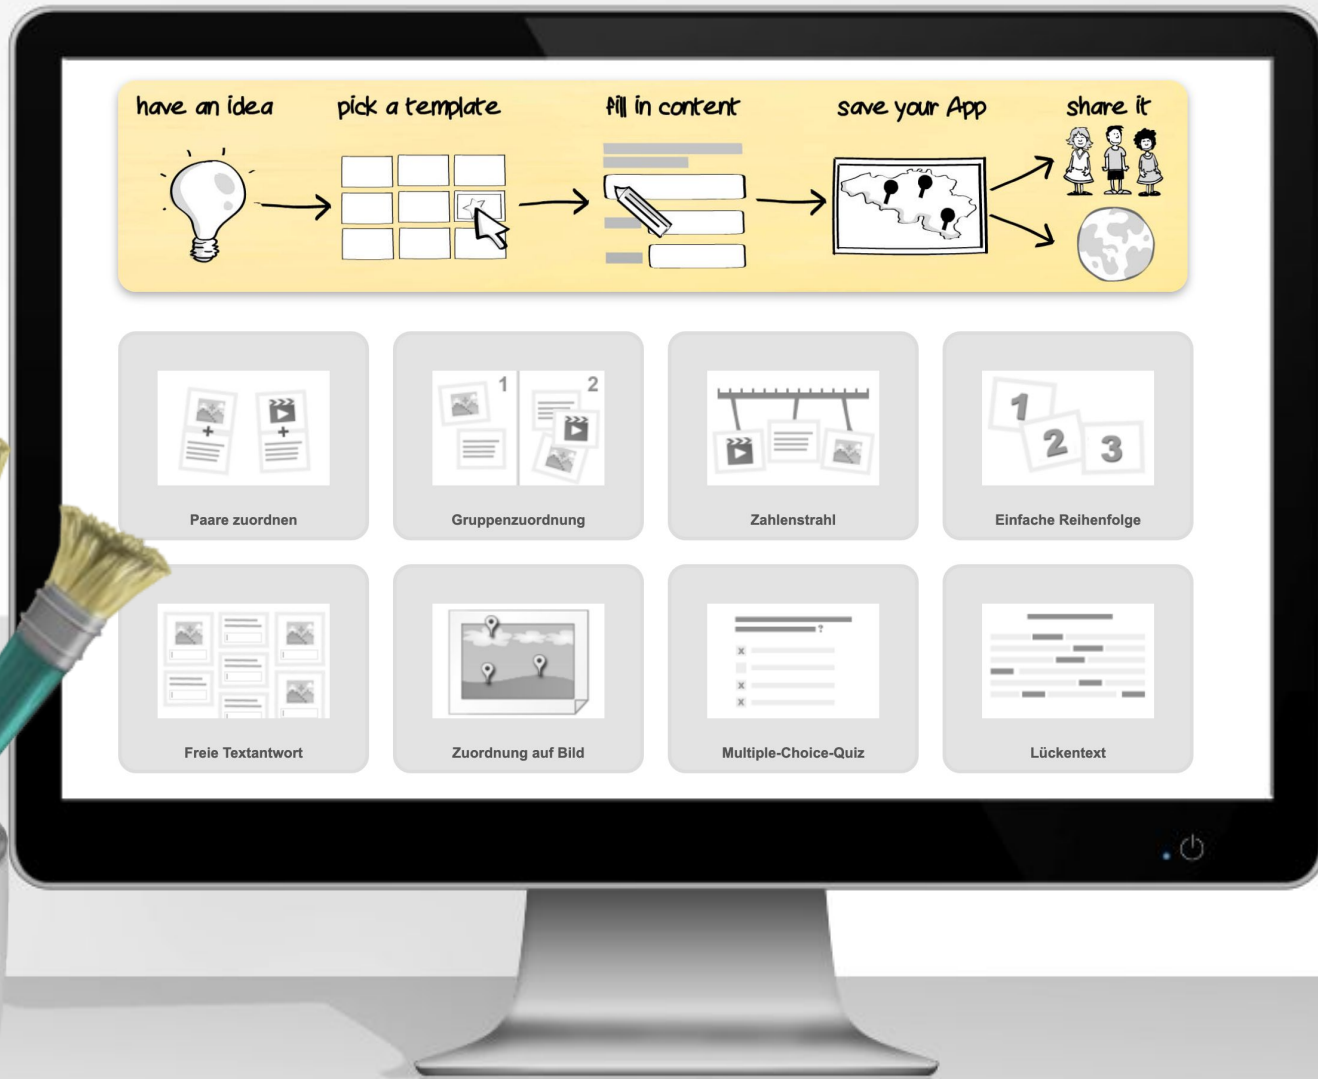 have an idea
pick a template
fill in content
save your App
share it
1
2
1
2
3
Paare zuordnen
Gruppenzuordnung
Zahlenstrahl
Einfache Reihenfolge
?
x
x
x
Freie Textantwort
Zuordnung auf Bild
Multiple-Choice-Quiz
Lückentext